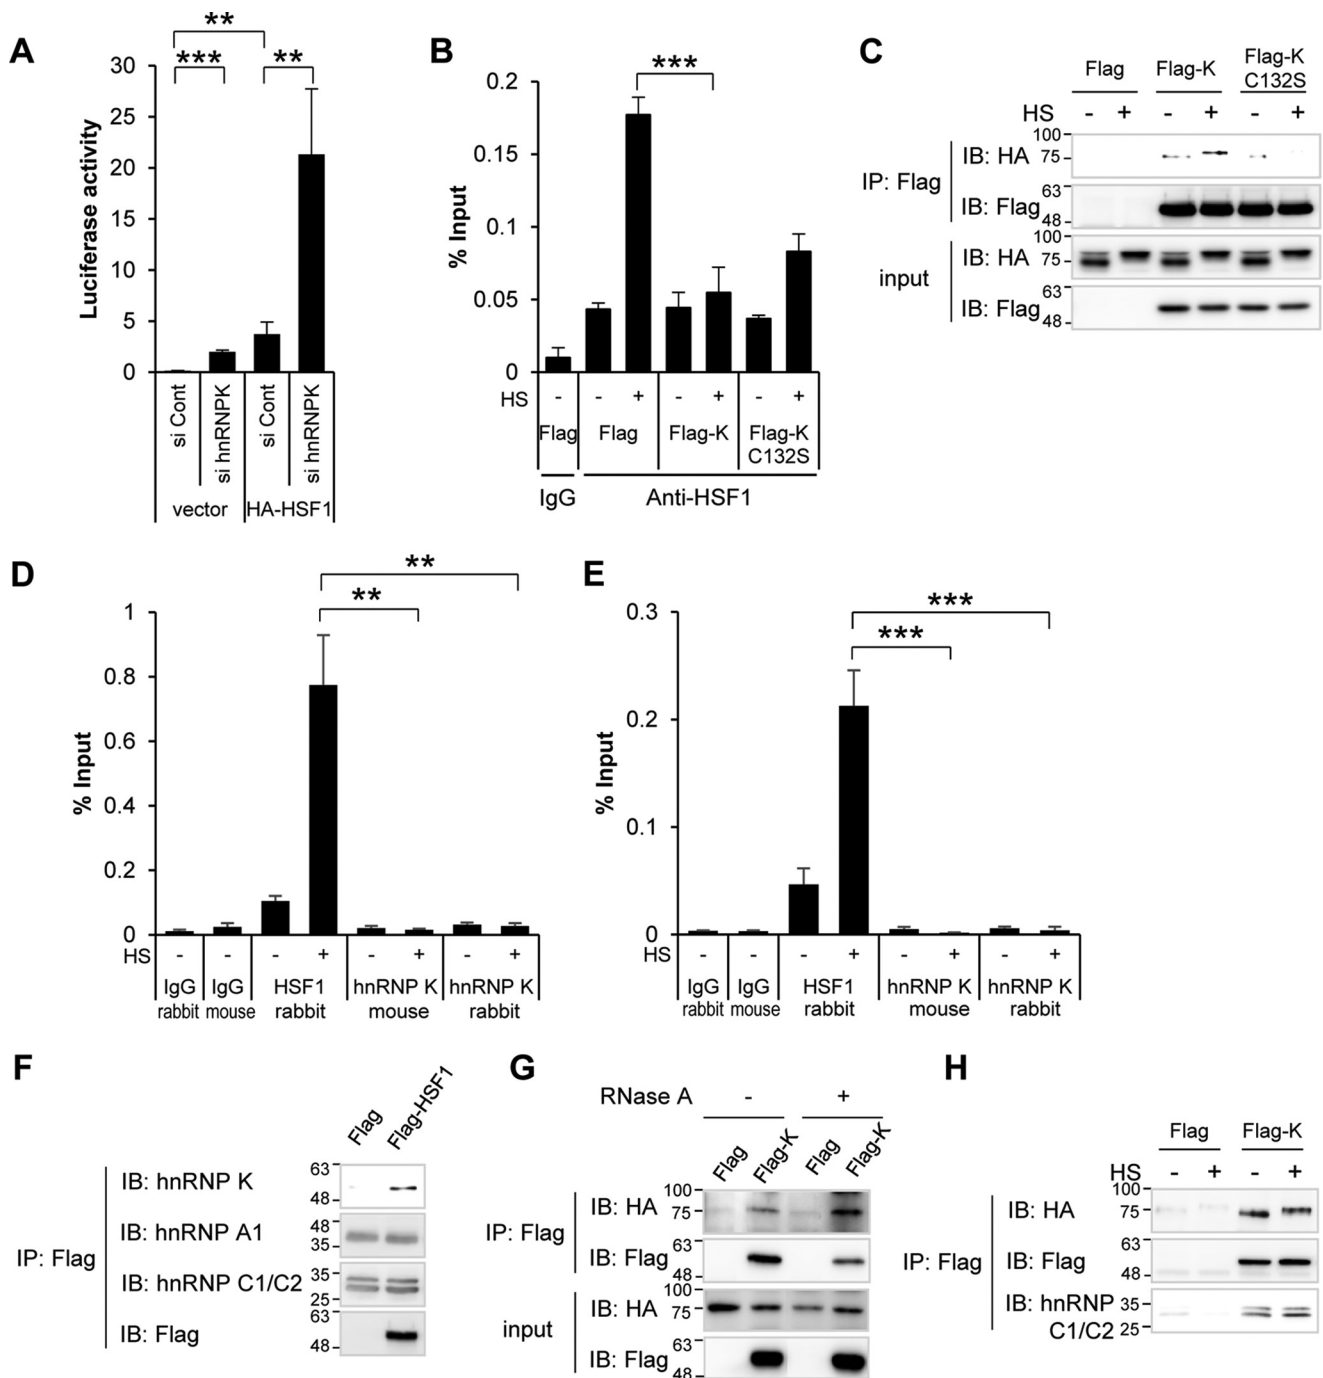 A
Luciferase activity
30
25
20
15
10
5
0
**
***
**
si Cont
si hnRNPK
si Cont
si hnRNPK
vector
HA-HSF1
B
% Input
0.2
0.15
0.1
0.05
0
***
HS - - + - + - +
Flag Flag Flag-K Flag-K
C132S
IgG Anti-HSF1
C
Flag Flag-K Flag-K
C132S
HS - + - + - +
IP: Flag
IB: HA 100 75
IB: Flag 63 48
input
IB: HA 100 75
IB: Flag 63 48
D
% Input
1
0.8
0.6
0.4
0.2
0
**
**
HS - - - + - + - +
IgG IgG HSF1 hnRNP K hnRNP K
rabbit mouse rabbit mouse rabbit
E
% Input
0.3
0.2
0.1
0
***
***
HS - - - + - + - +
IgG IgG HSF1 hnRNP K hnRNP K
rabbit mouse rabbit mouse rabbit
F
Flag
Flag-HSF1
IP: Flag
IB: hnRNP K 63 48
IB: hnRNP A1 48 35
IB: hnRNP C1/C2 35 25
IB: Flag 63 48
G
RNase A - +
Flag
Flag-K
Flag
Flag-K
IP: Flag
IB: HA 100 75
IB: Flag 63 48
input
IB: HA 100 75
IB: Flag 63 48
H
Flag Flag-K
HS - + - +
IP: Flag
IB: HA 100 75
IB: Flag 63 48
IB: hnRNP 35
C1/C2 25